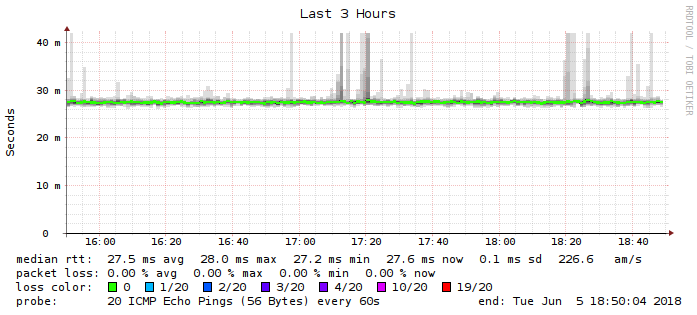 Last 3 Hours
RRDTOOL / TOBI OETIKER
Seconds
40 m
30 m
20 m
10 m
0
16:00 16:20 16:40 17:00 17:20 17:40 18:00 18:20 18:40
median rtt: 27.5 ms avg 28.0 ms max 27.2 ms min 27.6 ms now 0.1 ms sd 226.6 am/s
packet loss: 0.00 % avg 0.00 % max 0.00 % min 0.00 % now
loss color: 0 1/20 2/20 3/20 4/20 10/20 19/20
probe: 20 ICMP Echo Pings (56 Bytes) every 60s end: Tue Jun 5 18:50:04 2018